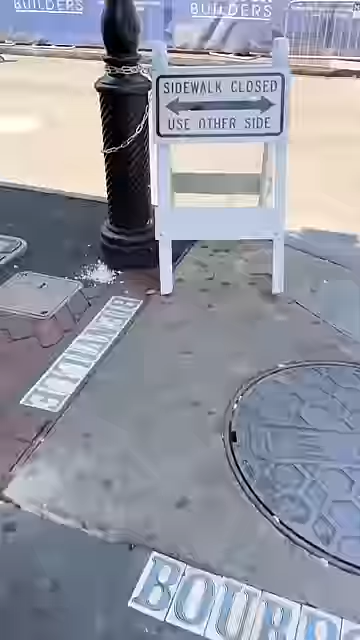 BUILDERS
BUILDERS
SIDEWALK CLOSED
USE OTHER SIDE
BOURB